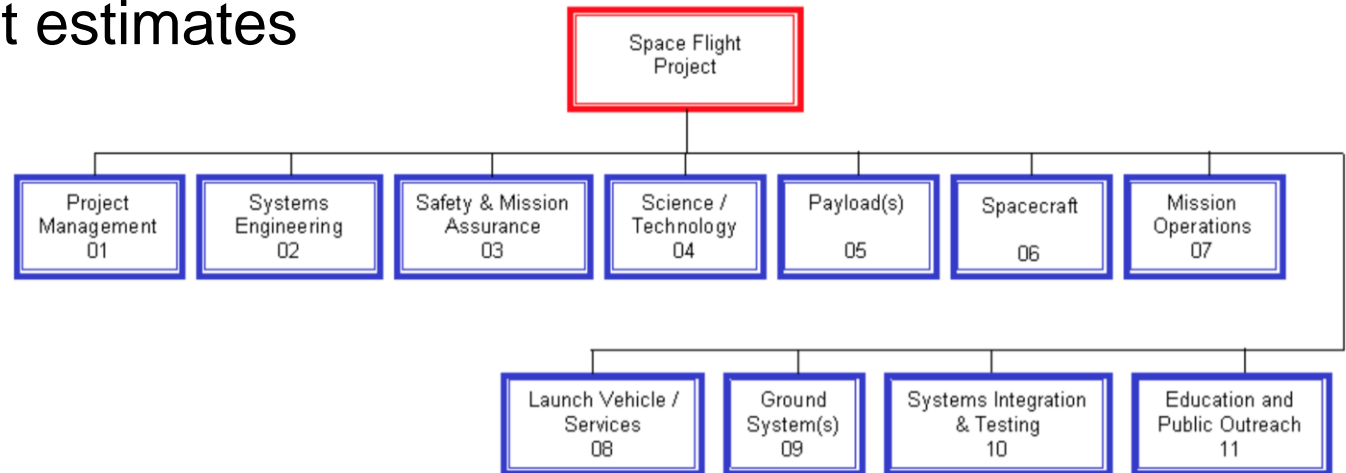 t estimates
Space Flight
Project
Project
Management
01
Systems
Engineering
02
Safety & Mission
Assurance
03
Science /
Technology
04
Payload(s)
05
Spacecraft
06
Mission
Operations
07
Launch Vehicle /
Services
08
Ground
System(s)
09
Systems Integration
& Testing
10
Education and
Public Outreach
11